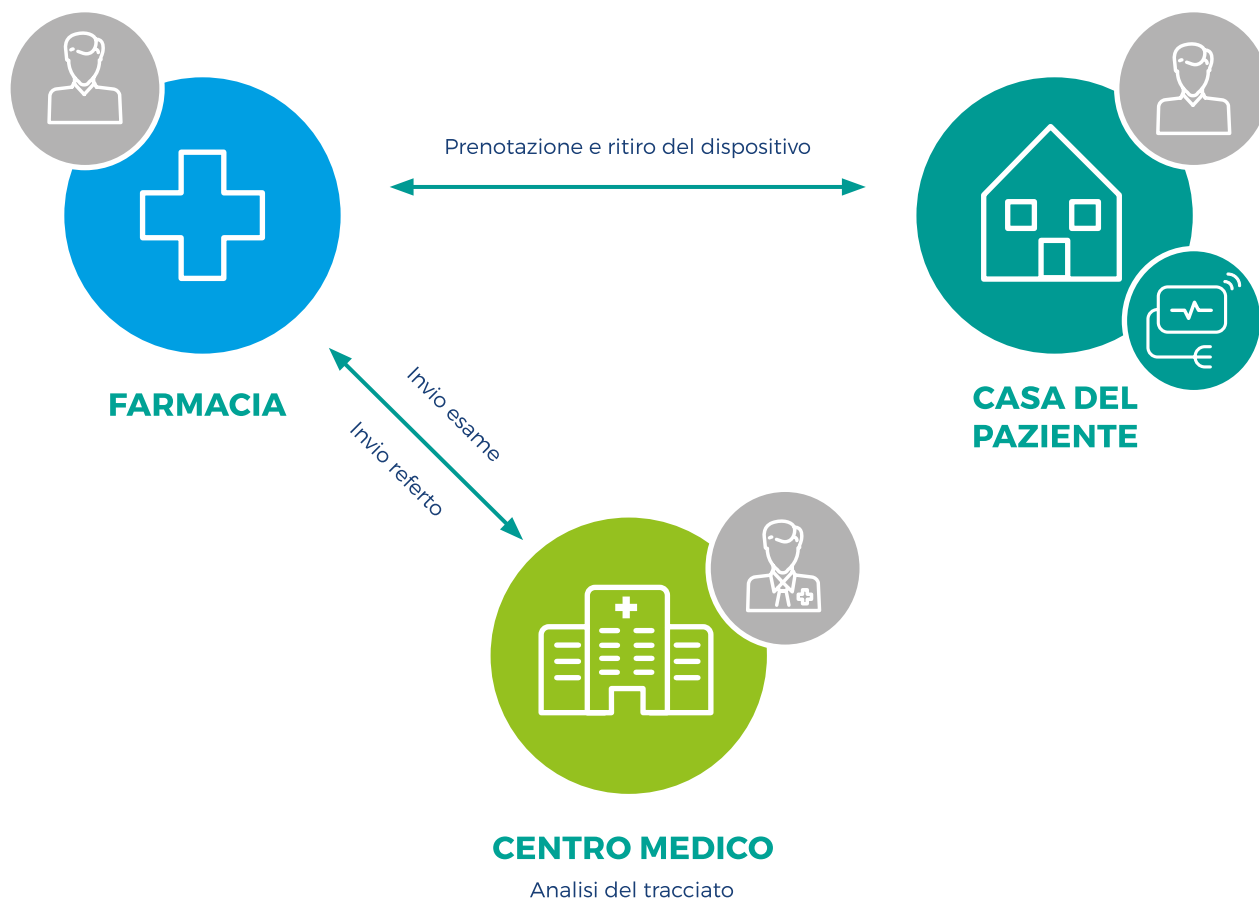 Prenotazione e ritiro del dispositivo
FARMACIA
CASA DEL
PAZIENTE
Invio esame
Invio referto
CENTRO MEDICO
Analisi del tracciato